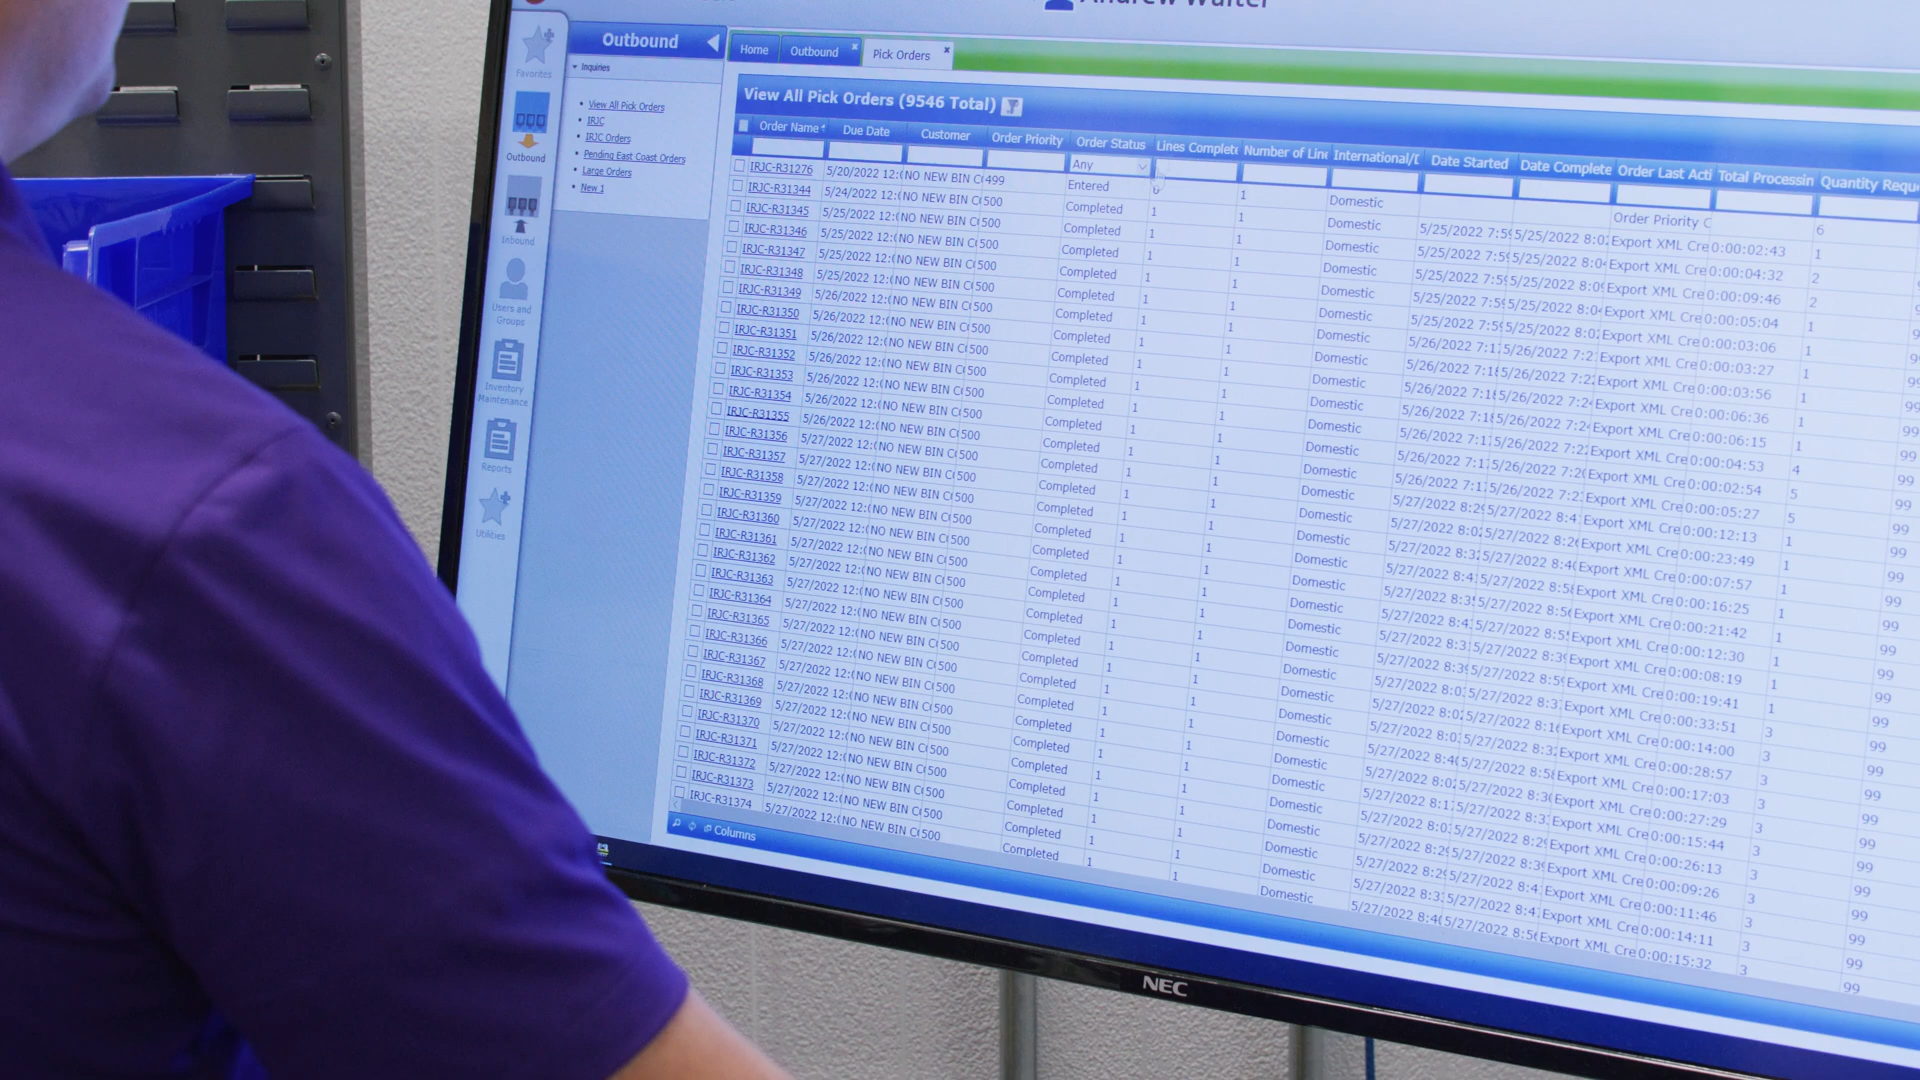 Andrew Walter
Outbound
Home
Outbound
Pick Orders
Inquiries
View All Pick Orders
IRJC
IRJC Orders
Pending East Coast Orders
Large Orders
New 1
Favorites
Outbound
Inbound
Users and Groups
Inventory Maintenance
Reports
Utilities
View All Pick Orders (9546 Total)
Order Name Due Date Customer Order Priority Order Status Lines Complet Number of Lin International/D Date Started Date Complete Order Last Acti Total Processin Quantity Requ
Any
IRJC-R31276 5/20/2022 12:( NO NEW BIN C( 499 Entered 0 1 Domestic Order Priority C 6
IRJC-R31344 5/24/2022 12:( NO NEW BIN C( 500 Completed 1 1 Domestic 5/25/2022 7:5 5/25/2022 8:0 Export XML Cre 0:00:02:43 1
IRJC-R31345 5/25/2022 12:( NO NEW BIN C( 500 Completed 1 1 Domestic 5/25/2022 7:5 5/25/2022 8:0 Export XML Cre 0:00:04:32 2
IRJC-R31346 5/25/2022 12:( NO NEW BIN C( 500 Completed 1 1 Domestic 5/25/2022 7:5 5/25/2022 8:0 Export XML Cre 0:00:09:46 2
IRJC-R31347 5/25/2022 12:( NO NEW BIN C( 500 Completed 1 1 Domestic 5/25/2022 7:5 5/25/2022 8:0 Export XML Cre 0:00:05:04 1
IRJC-R31348 5/25/2022 12:( NO NEW BIN C( 500 Completed 1 1 Domestic 5/25/2022 7:5 5/25/2022 8:0 Export XML Cre 0:00:03:06 1
IRJC-R31349 5/26/2022 12:( NO NEW BIN C( 500 Completed 1 1 Domestic 5/26/2022 7:1 5/26/2022 7:2 Export XML Cre 0:00:03:27 1
IRJC-R31350 5/26/2022 12:( NO NEW BIN C( 500 Completed 1 1 Domestic 5/26/2022 7:1 5/26/2022 7:2 Export XML Cre 0:00:03:56 1
IRJC-R31351 5/26/2022 12:( NO NEW BIN C( 500 Completed 1 1 Domestic 5/26/2022 7:1 5/26/2022 7:2 Export XML Cre 0:00:06:36 1
IRJC-R31352 5/26/2022 12:( NO NEW BIN C( 500 Completed 1 1 Domestic 5/26/2022 7:1 5/26/2022 7:2 Export XML Cre 0:00:06:15 1
IRJC-R31353 5/26/2022 12:( NO NEW BIN C( 500 Completed 1 1 Domestic 5/26/2022 7:1 5/26/2022 7:2 Export XML Cre 0:00:04:53 4
IRJC-R31354 5/26/2022 12:( NO NEW BIN C( 500 Completed 1 1 Domestic 5/26/2022 7:1 5/26/2022 7:2 Export XML Cre 0:00:02:54 5
IRJC-R31355 5/26/2022 12:( NO NEW BIN C( 500 Completed 1 1 Domestic 5/26/2022 7:1 5/26/2022 7:2 Export XML Cre 0:00:05:27 5
IRJC-R31356 5/27/2022 12:( NO NEW BIN C( 500 Completed 1 1 Domestic 5/27/2022 8:2 5/27/2022 8:4 Export XML Cre 0:00:12:13 1
IRJC-R31357 5/27/2022 12:( NO NEW BIN C( 500 Completed 1 1 Domestic 5/27/2022 8:0 5/27/2022 8:2 Export XML Cre 0:00:23:49 1
IRJC-R31358 5/27/2022 12:( NO NEW BIN C( 500 Completed 1 1 Domestic 5/27/2022 8:3 5/27/2022 8:4 Export XML Cre 0:00:07:57 1
IRJC-R31359 5/27/2022 12:( NO NEW BIN C( 500 Completed 1 1 Domestic 5/27/2022 8:4 5/27/2022 8:5 Export XML Cre 0:00:16:25 1
IRJC-R31360 5/27/2022 12:( NO NEW BIN C( 500 Completed 1 1 Domestic 5/27/2022 8:3 5/27/2022 8:5 Export XML Cre 0:00:21:42 1
IRJC-R31361 5/27/2022 12:( NO NEW BIN C( 500 Completed 1 1 Domestic 5/27/2022 8:4 5/27/2022 8:5 Export XML Cre 0:00:12:30 1
IRJC-R31362 5/27/2022 12:( NO NEW BIN C( 500 Completed 1 1 Domestic 5/27/2022 8:3 5/27/2022 8:3 Export XML Cre 0:00:08:19 1
IRJC-R31363 5/27/2022 12:( NO NEW BIN C( 500 Completed 1 1 Domestic 5/27/2022 8:3 5/27/2022 8:5 Export XML Cre 0:00:19:41 1
IRJC-R31364 5/27/2022 12:( NO NEW BIN C( 500 Completed 1 1 Domestic 5/27/2022 8:0 5/27/2022 8:3 Export XML Cre 0:00:33:51 3
IRJC-R31365 5/27/2022 12:( NO NEW BIN C( 500 Completed 1 1 Domestic 5/27/2022 8:0 5/27/2022 8:1 Export XML Cre 0:00:14:00 3
IRJC-R31366 5/27/2022 12:( NO NEW BIN C( 500 Completed 1 1 Domestic 5/27/2022 8:0 5/27/2022 8:3 Export XML Cre 0:00:28:57 3
IRJC-R31367 5/27/2022 12:( NO NEW BIN C( 500 Completed 1 1 Domestic 5/27/2022 8:4 5/27/2022 8:5 Export XML Cre 0:00:17:03 3
IRJC-R31368 5/27/2022 12:( NO NEW BIN C( 500 Completed 1 1 Domestic 5/27/2022 8:0 5/27/2022 8:3 Export XML Cre 0:00:27:29 3
IRJC-R31369 5/27/2022 12:( NO NEW BIN C( 500 Completed 1 1 Domestic 5/27/2022 8:1 5/27/2022 8:3 Export XML Cre 0:00:15:44 3
IRJC-R31370 5/27/2022 12:( NO NEW BIN C( 500 Completed 1 1 Domestic 5/27/2022 8:0 5/27/2022 8:2 Export XML Cre 0:00:26:13 3
IRJC-R31371 5/27/2022 12:( NO NEW BIN C( 500 Completed 1 1 Domestic 5/27/2022 8:2 5/27/2022 8:3 Export XML Cre 0:00:09:26 3
IRJC-R31372 5/27/2022 12:( NO NEW BIN C( 500 Completed 1 1 Domestic 5/27/2022 8:2 5/27/2022 8:4 Export XML Cre 0:00:11:46 3
IRJC-R31373 5/27/2022 12:( NO NEW BIN C( 500 Completed 1 1 Domestic 5/27/2022 8:3 5/27/2022 8:4 Export XML Cre 0:00:14:11 3
IRJC-R31374 5/27/2022 12:( NO NEW BIN C( 500 Completed 1 1 Domestic 5/27/2022 8:4 5/27/2022 8:5 Export XML Cre 0:00:15:32 3
Columns
NEC